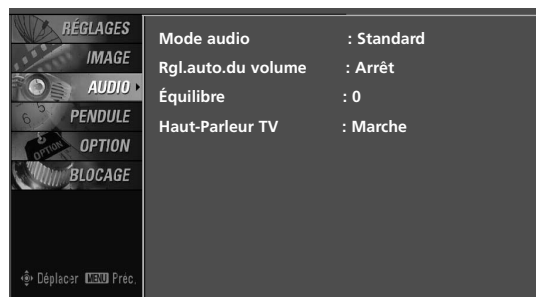 RÉGLAGES
IMAGE
AUDIO
PENDULE
OPTION
BLOCAGE
Déplacer MENU Préc.
Mode audio : Standard
Rgl.auto.du volume : Arrêt
Équilibre : 0
Haut-Parleur TV : Marche